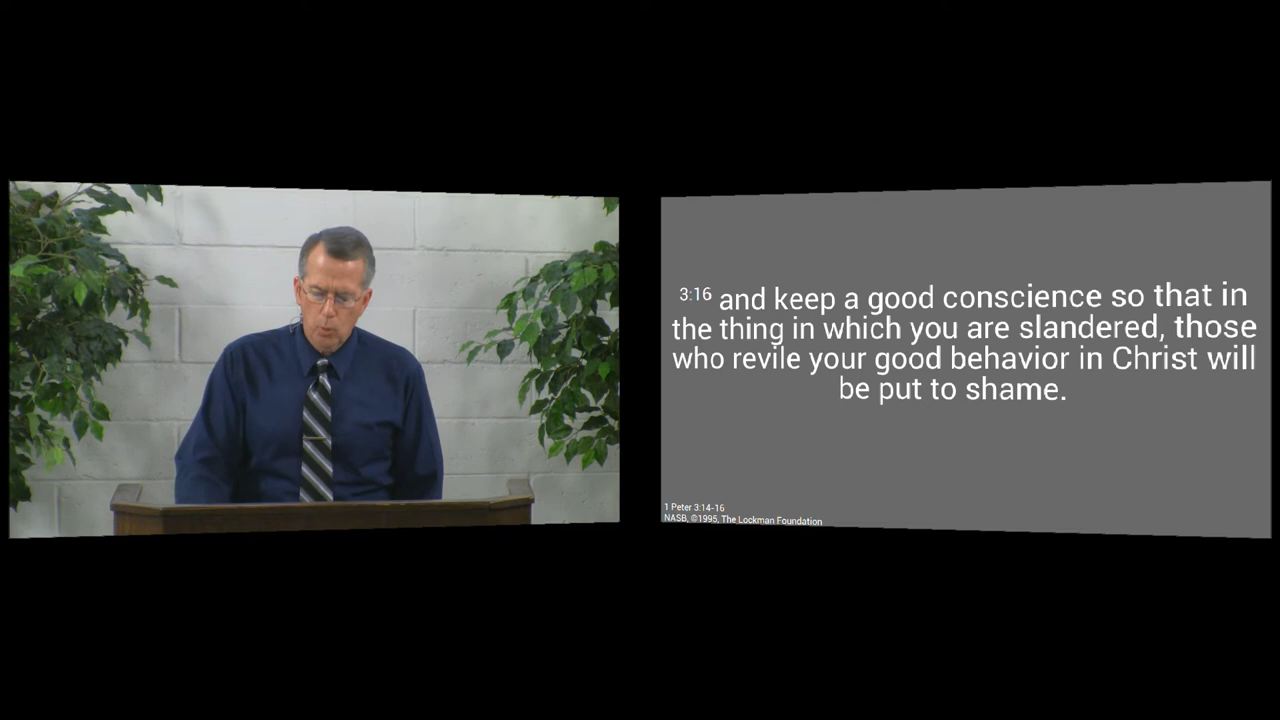 3:16 and keep a good conscience so that in
the thing in which you are slandered, those
who revile your good behavior in Christ will
be put to shame.
1 Peter 3:14-16
NASB, ©1995, The Lockman Foundation